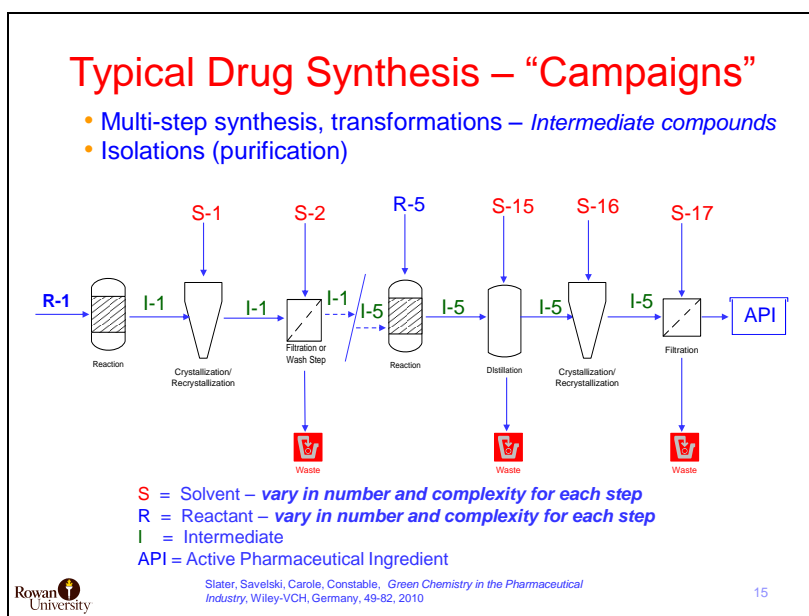 Typical Drug Synthesis – “Campaigns”
• Multi-step synthesis, transformations – Intermediate compounds
• Isolations (purification)
S-1
S-2
R-5
S-15
S-16
S-17
R-1
I-1
I-1
I-1
I-5
I-5
I-5
I-5
API
Reaction
Crystallization/
Recrystallization
Filtration or
Wash Step
Reaction
DIstillation
Crystallization/
Recrystallization
Filtration
Waste
Waste
Waste
S = Solvent – vary in number and complexity for each step
R = Reactant – vary in number and complexity for each step
I = Intermediate
API = Active Pharmaceutical Ingredient
Slater, Savelski, Carole, Constable, Green Chemistry in the Pharmaceutical
Industry, Wiley-VCH, Germany, 49-82, 2010
15
Rowan
University